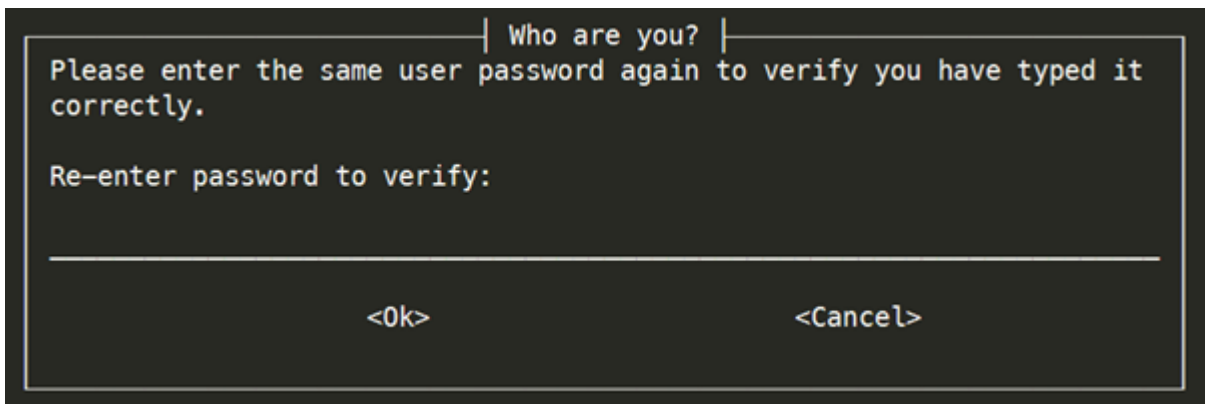 Who are you?
Please enter the same user password again to verify you have typed it
correctly.
Re-enter password to verify:
<Ok> <Cancel>